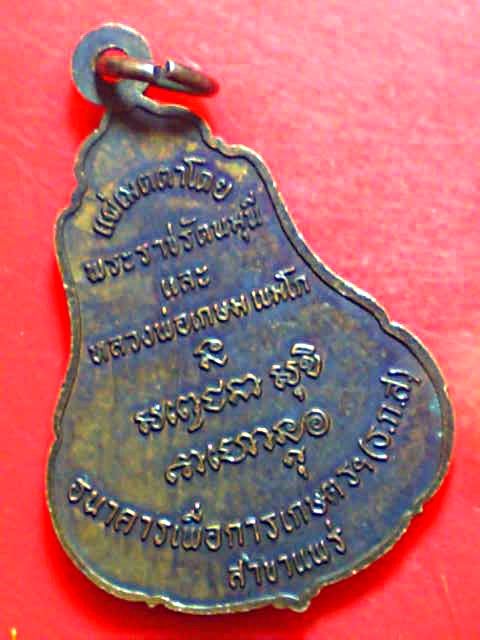 แผ่เมตตาโดย
พระราชรัตนมุนี
และ
หลวงพ่อเกษม เขมโก
ธนาคารเพื่อการเกษตรฯ(ธ.ก.ส)
สาขาแพร่